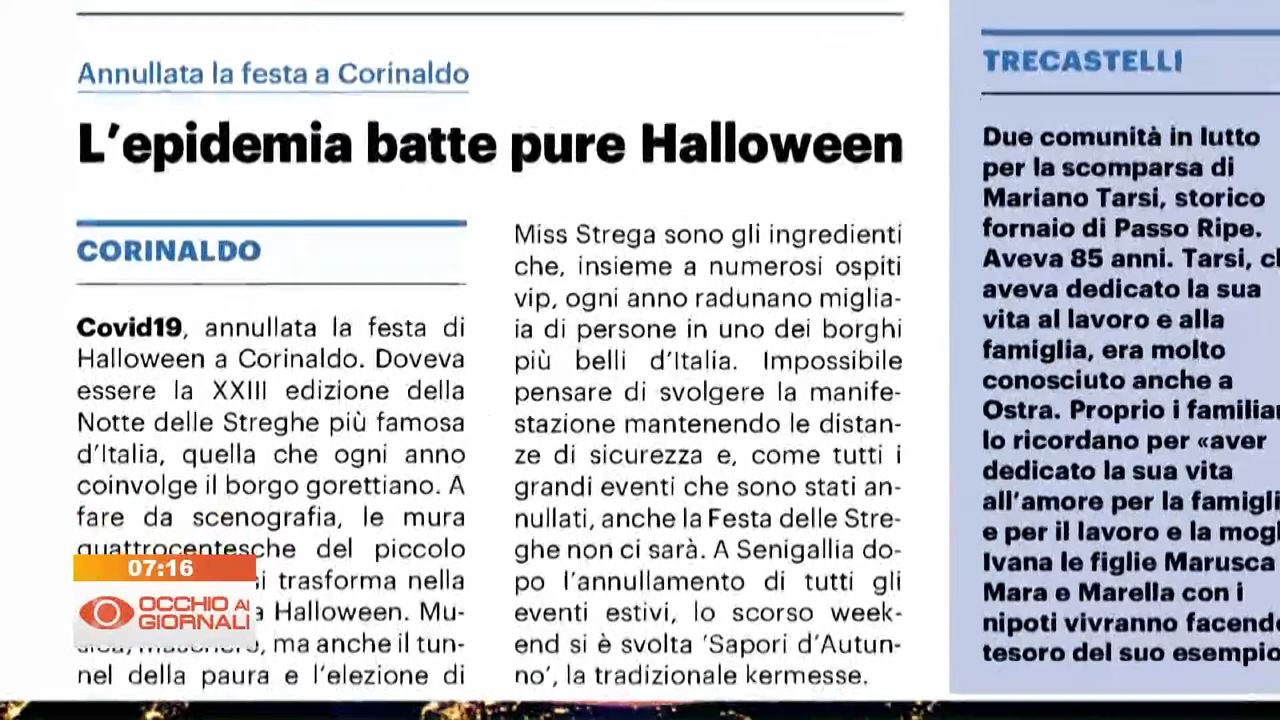 Annullata la festa a Corinaldo
L'epidemia batte pure Halloween
CORINALDO
Covid19, annullata la festa di
Halloween a Corinaldo. Doveva
essere la XXIII edizione della
Notte delle Streghe più famosa
d'Italia, quella che ogni anno
coinvolge il borgo gorettiano. A
fare da scenografia, le mura
quattrocentesche del piccolo
si trasforma nella
a Halloween. Mu-
ma anche il tun-
nel della paura e l'elezione di
Miss Strega sono gli ingredienti
che, insieme a numerosi ospiti
vip, ogni anno radunano miglia-
ia di persone in uno dei borghi
più belli d'Italia. Impossibile
pensare di svolgere la manife-
stazione mantenendo le distan-
ze di sicurezza e, come tutti i
grandi eventi che sono stati an-
nullati, anche la Festa delle Stre-
ghe non ci sarà. A Senigallia do-
po l'annullamento di tutti gli
eventi estivi, lo scorso week-
end si è svolta 'Sapori d'Autun-
no', la tradizionale kermesse.
TRECASTELLI
Due comunità in lutto
per la scomparsa di
Mariano Tarsi, storico
fornaio di Passo Ripe.
Aveva 85 anni. Tarsi, c
aveva dedicato la sua
vita al lavoro e alla
famiglia, era molto
conosciuto anche a
Ostra. Proprio i familiar
lo ricordano per «aver
dedicato la sua vita
all'amore per la famigli
e per il lavoro e la mog
Ivana le figlie Marusca
Mara e Marella con i
nipoti vivranno facend
tesoro del suo esempio
07:16
OCCHIO AI
GIORNALI